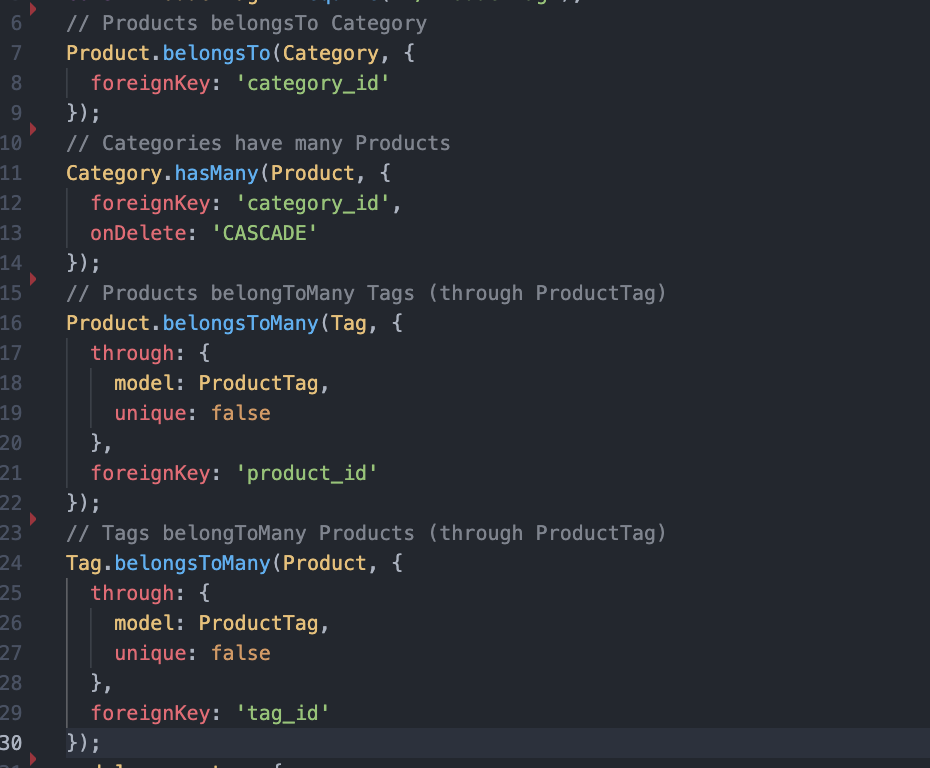 6 // Products belongsTo Category
7 Product.belongsTo(Category, {
8 foreignKey: 'category_id'
9 });
10 // Categories have many Products
11 Category.hasMany(Product, {
12 foreignKey: 'category_id',
13 onDelete: 'CASCADE'
14 });
15 // Products belongToMany Tags (through ProductTag)
16 Product.belongsToMany(Tag, {
17 through: {
18 model: ProductTag,
19 unique: false
20 },
21 foreignKey: 'product_id'
22 });
23 // Tags belongToMany Products (through ProductTag)
24 Tag.belongsToMany(Product, {
25 through: {
26 model: ProductTag,
27 unique: false
28 },
29 foreignKey: 'tag_id'
30 });